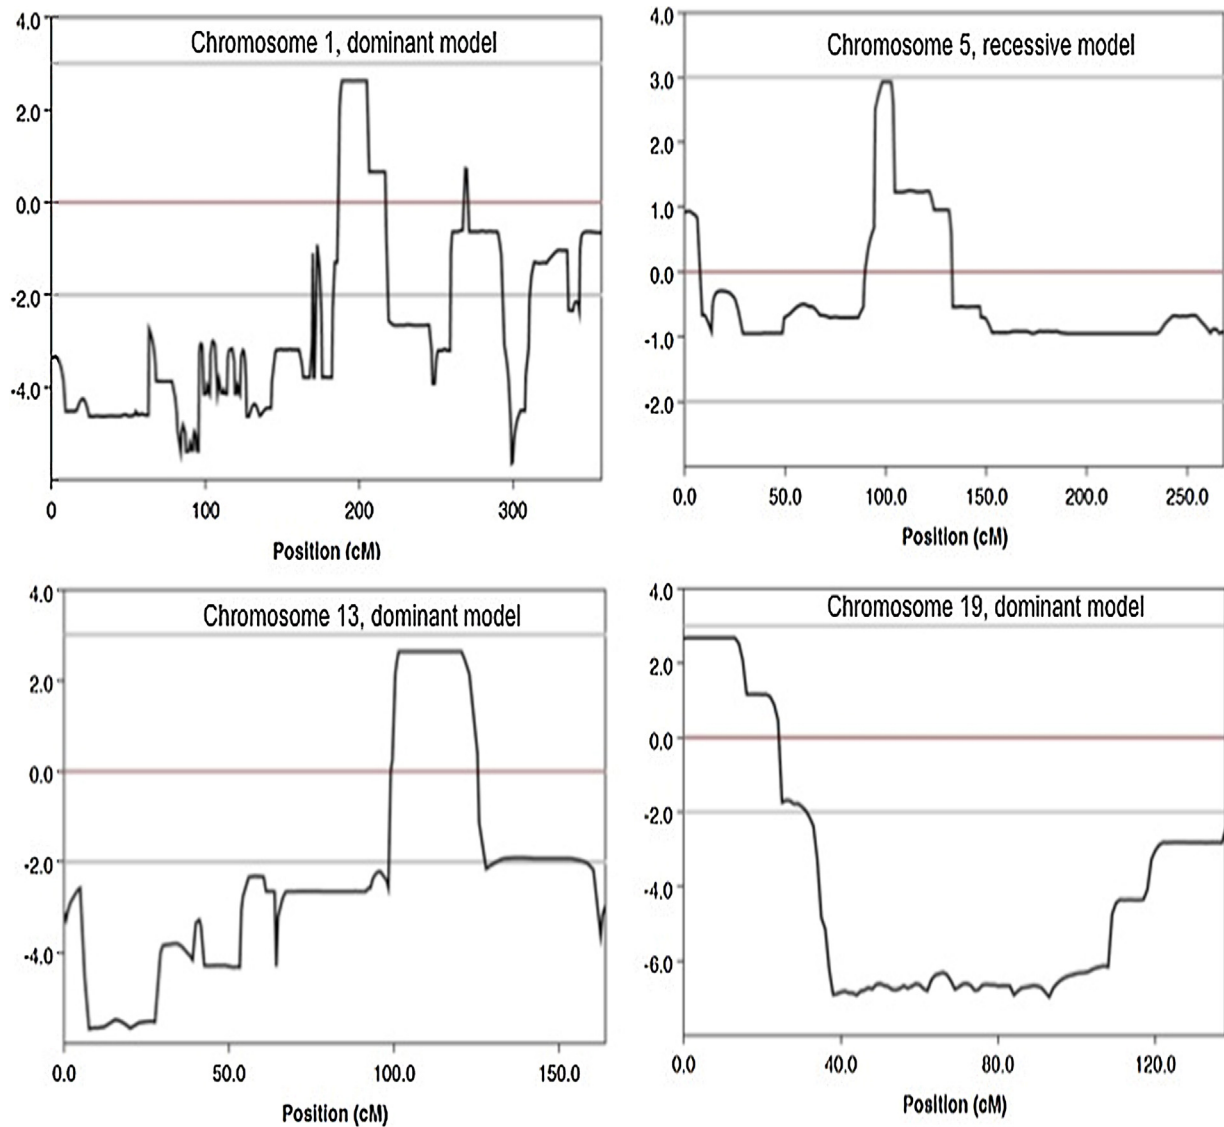 Chromosome 1, dominant model
4.0
2.0
0.0
-2.0
-4.0
0 100 200 300
Position (cM)
Chromosome 5, recessive model
4.0
3.0
2.0
1.0
0.0
-1.0
-2.0
0.0 50.0 100.0 150.0 200.0 250.0
Position (cM)
Chromosome 13, dominant model
4.0
2.0
0.0
-2.0
-4.0
0.0 50.0 100.0 150.0
Position (cM)
Chromosome 19, dominant model
4.0
2.0
0.0
-2.0
-4.0
-6.0
0.0 40.0 80.0 120.0
Position (cM)